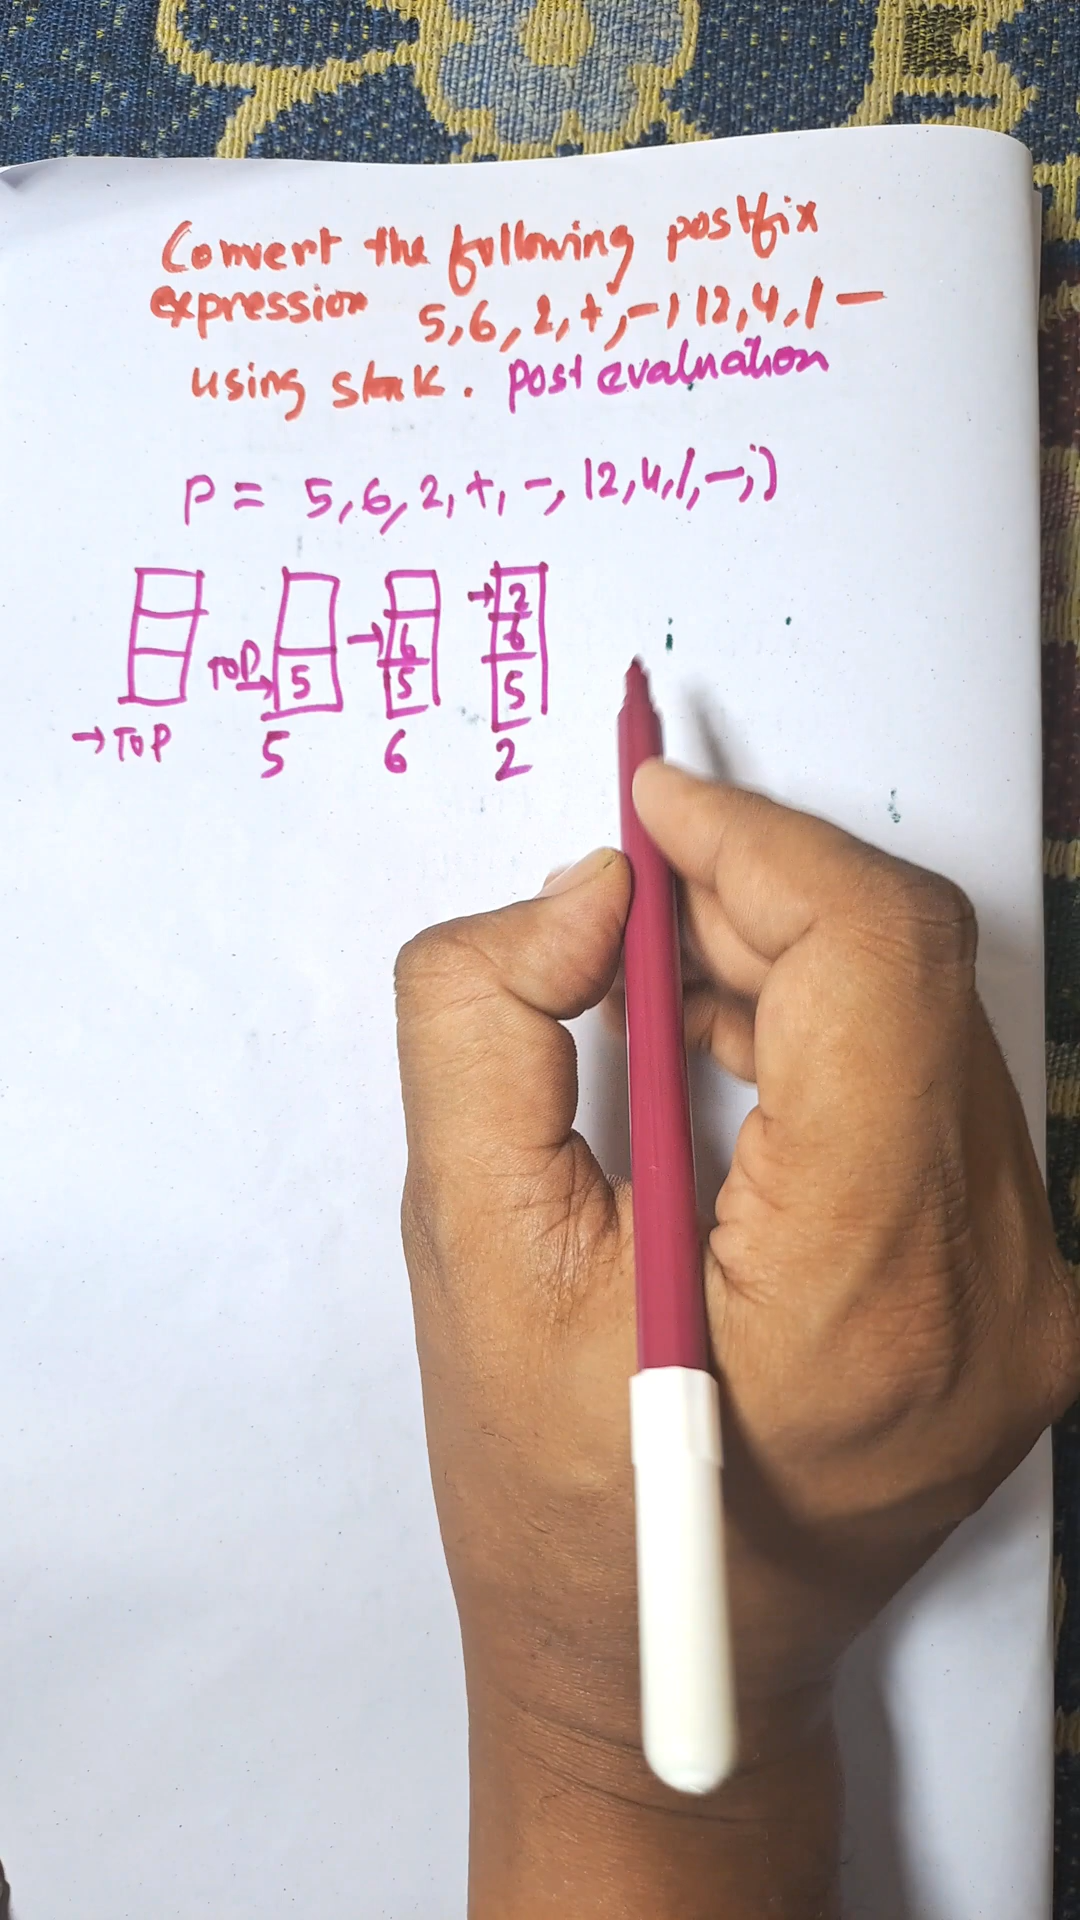 Convert the following postfix
expression 5,6,2,+,-,12,4,/-
using stak. post evaluation
P = 5,6,2,+,-,12,4,/,-,)
→ 2
→ 6 6
TOP → 5 5 5
→ TOP 5 6 2